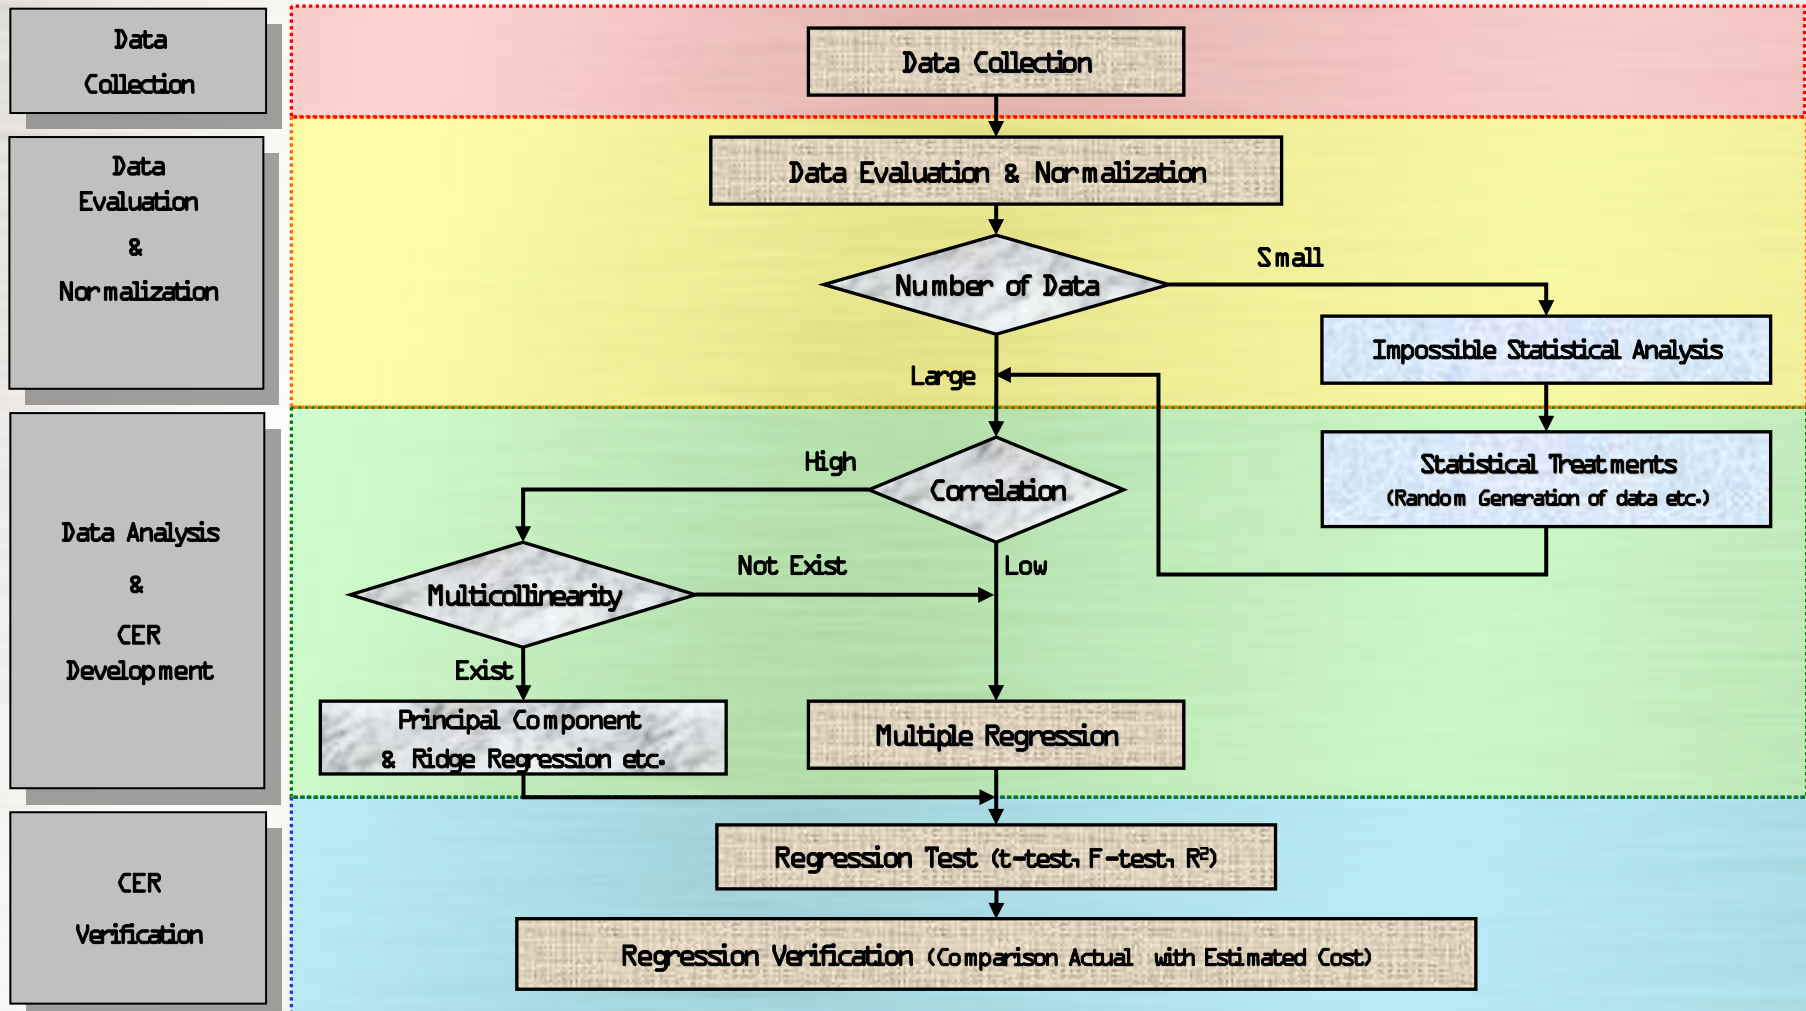 Data
Collection
Data Collection
Data
Evaluation
&
Normalization
Data Evaluation & Normalization
Number of Data
Small
Impossible Statistical Analysis
Large
Data Analysis
&
CER
Development
High
Correlation
Statistical Treatments
(Random Generation of data etc.)
Multicollinearity
Not Exist
Low
Exist
Principal Component
& Ridge Regression etc.
Multiple Regression
CER
Verification
Regression Test (t-test, F-test, R²)
Regression Verification (Comparison Actual with Estimated Cost)